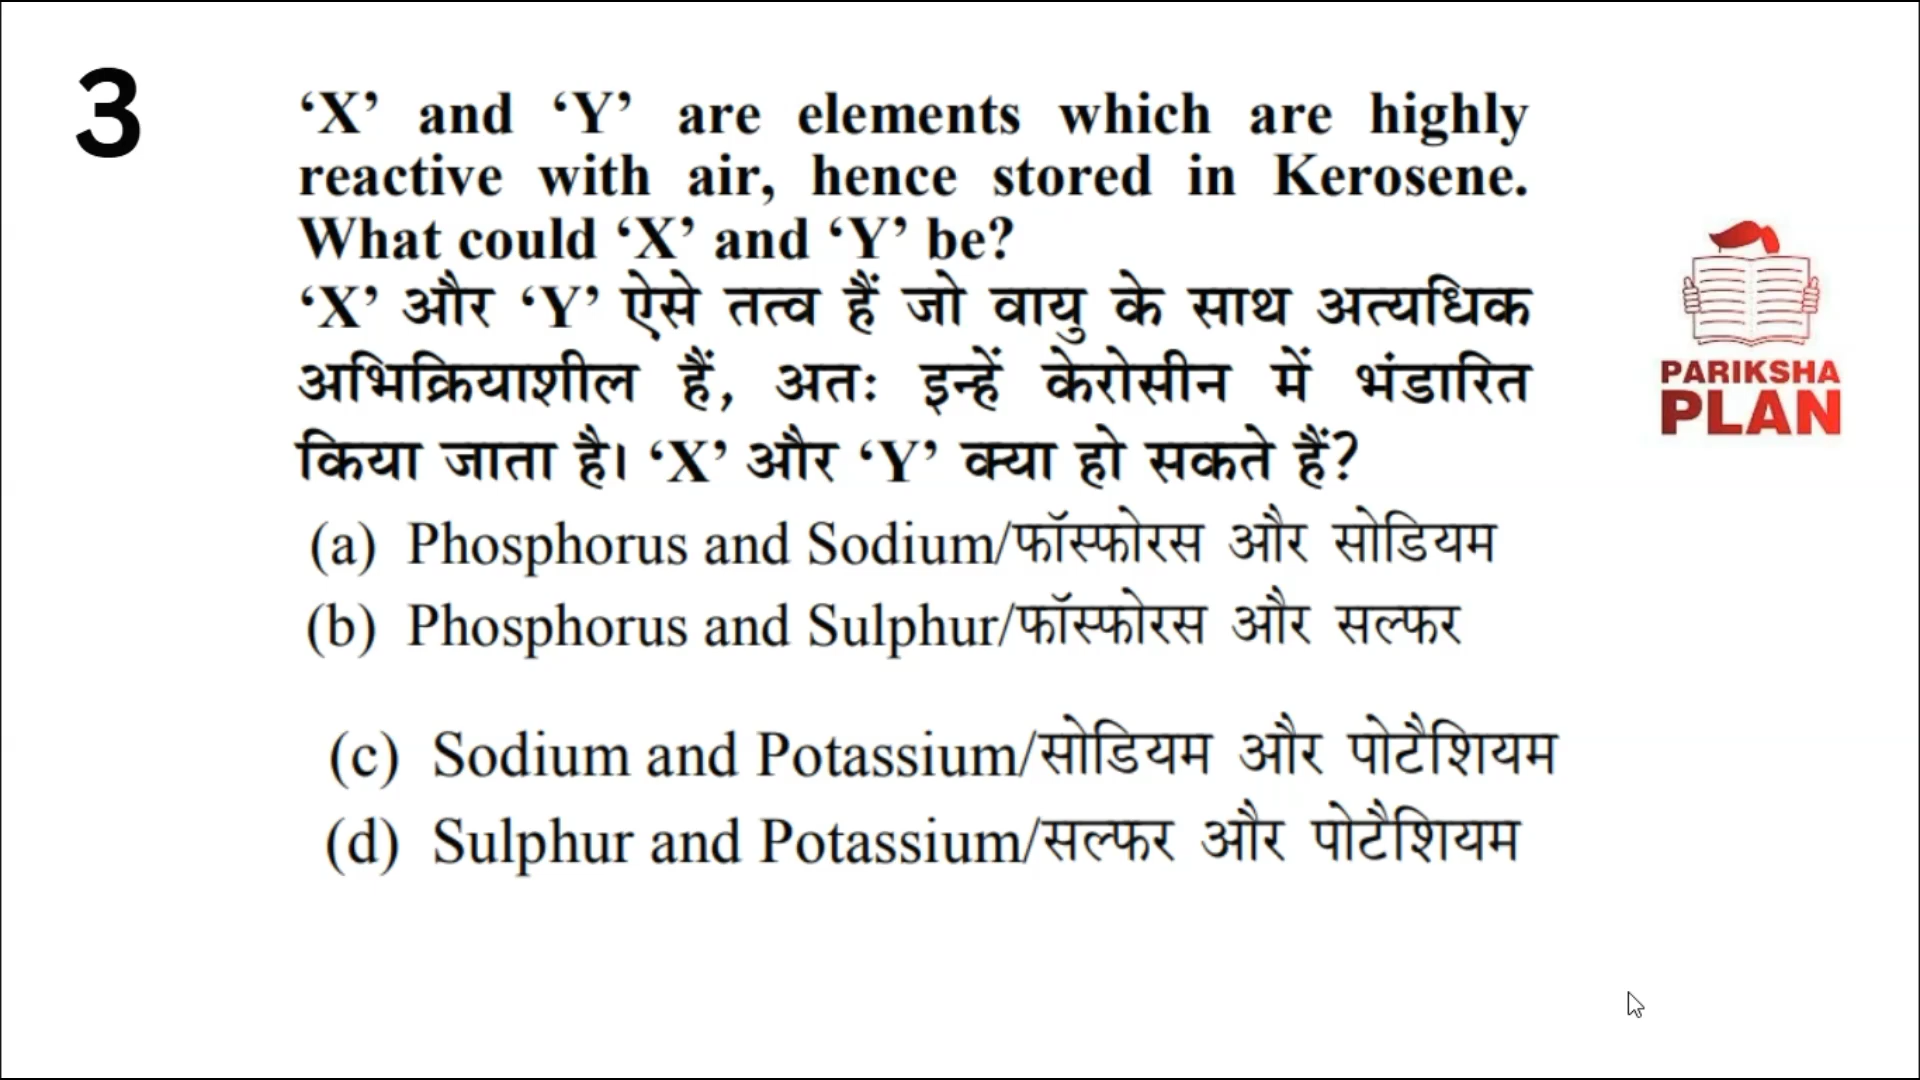 3
‘X’ and ‘Y’ are elements which are highly
reactive with air, hence stored in Kerosene.
What could ‘X’ and ‘Y’ be?
‘X’ और ‘Y’ ऐसे तत्व हैं जो वायु के साथ अत्यधिक
अभिक्रियाशील हैं, अतः इन्हें केरोसीन में भंडारित
किया जाता है। ‘X’ और ‘Y’ क्या हो सकते हैं?
(a) Phosphorus and Sodium/फॉस्फोरस और सोडियम
(b) Phosphorus and Sulphur/फॉस्फोरस और सल्फर
(c) Sodium and Potassium/सोडियम और पोटैशियम
(d) Sulphur and Potassium/सल्फर और पोटैशियम
PARIKSHA
PLAN